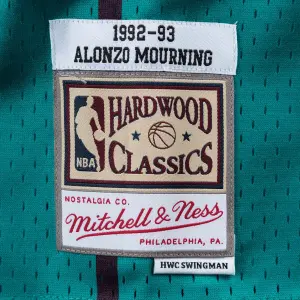 1992-93
ALONZO MOURNING
HARDWOOD
NBA
CLASSICS
NOSTALGIA CO.
Mitchell & Ness
PHILADELPHIA, PA.
HWC SWINGMAN